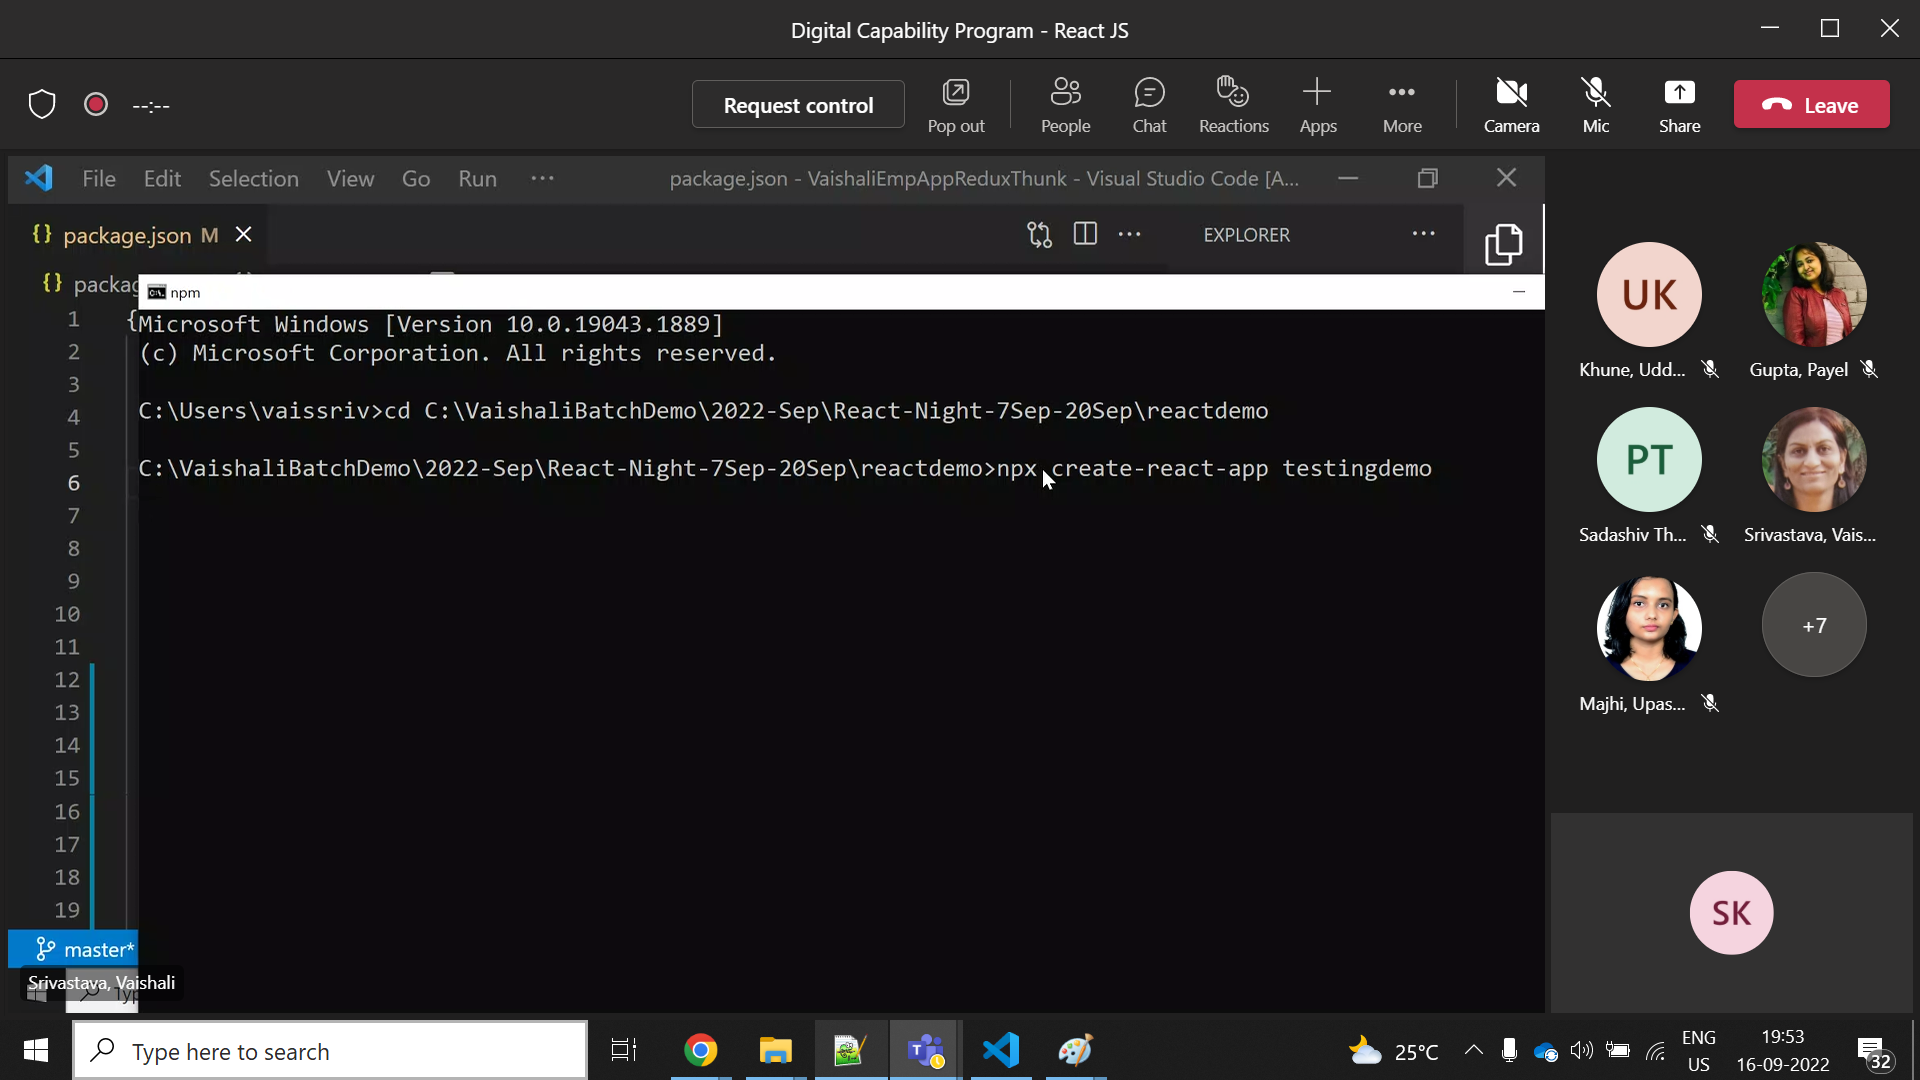 Digital Capability Program - React JS
--:--
Request control
Pop out
People
Chat
Reactions
Apps
More
Camera
Mic
Share
Leave
File Edit Selection View Go Run ···
package.json - VaishaliEmpAppReduxThunk - Visual Studio Code [A...
{} package.json M
EXPLORER
{} packag
npm
1 {
2
3
4
5
6
7
8
9
10
11
12
13
14
15
16
17
18
19
Microsoft Windows [Version 10.0.19043.1889]
(c) Microsoft Corporation. All rights reserved.
C:\Users\vaissriv>cd C:\VaishaliBatchDemo\2022-Sep\React-Night-7Sep-20Sep\reactdemo
C:\VaishaliBatchDemo\2022-Sep\React-Night-7Sep-20Sep\reactdemo>npx create-react-app testingdemo
master*
Srivastava, Vaishali
UK
Khune, Udd...
Gupta, Payel
PT
Sadashiv Th...
Srivastava, Vais...
Majhi, Upas...
+7
SK
Type here to search
25°C
ENG
US
19:53
16-09-2022
32